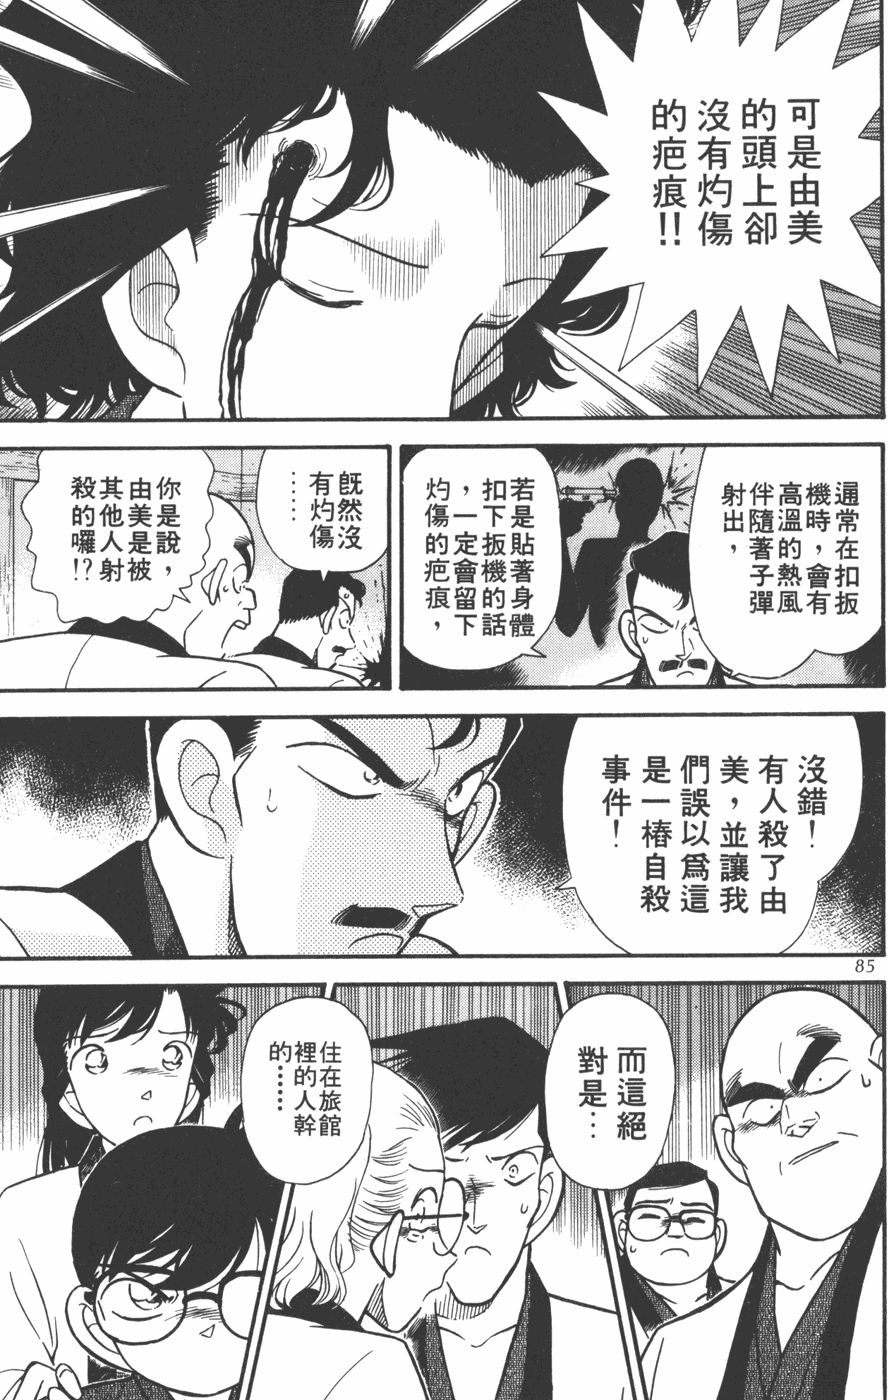 可是由美
的頭上卻
沒有灼傷
的疤痕!!
通常在扣扳
機時，會有
高溫的熱風
伴隨著子彈
射出，
若是貼著身體
扣下扳機的話
，一定會留下
灼傷的疤痕，
既然沒
有灼傷
……
你是說，
由美是被
其他人射
殺的囉!?
沒錯！
有人殺了由
美，並讓我
們誤以為這
是一樁自殺
事件！
85
而這絕
對是…
住在旅館
裡的人幹
的……